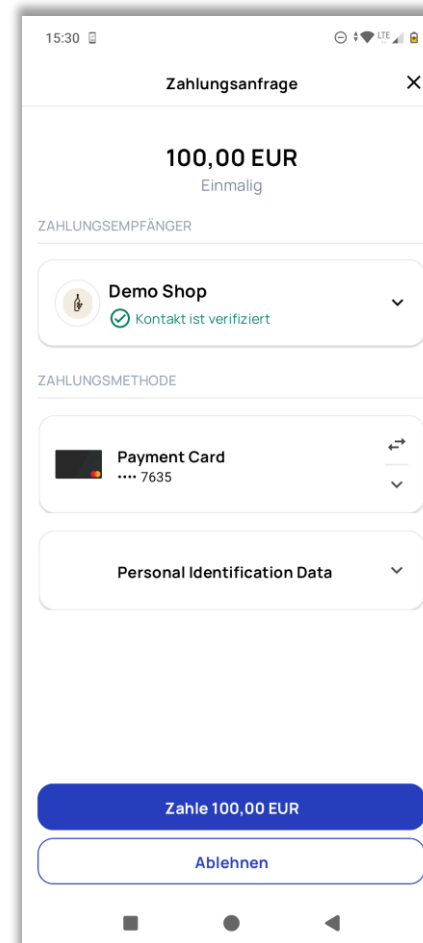 15:30
LTE
Zahlungsanfrage
100,00 EUR
Einmalig
ZAHLUNGSEMPFÄNGER
Demo Shop
Kontakt ist verifiziert
ZAHLUNGSMETHODE
Payment Card
•••• 7635
Personal Identification Data
Zahle 100,00 EUR
Ablehnen